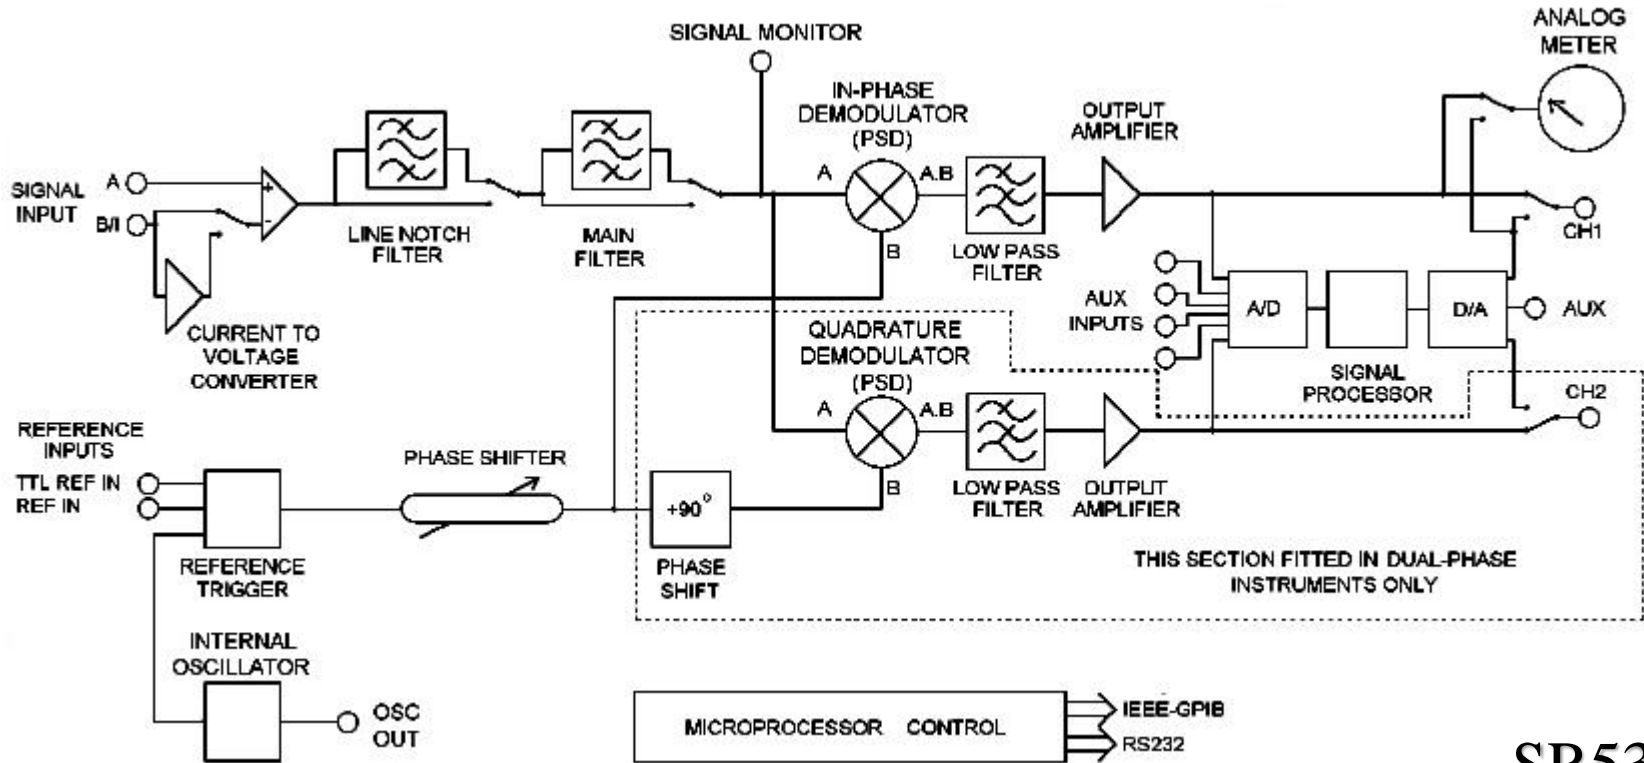 SIGNAL MONITOR
ANALOG
METER
IN-PHASE
DEMODULATOR
(PSD)
OUTPUT
AMPLIFIER
A
SIGNAL
INPUT
B/I
+
-
LINE NOTCH
FILTER
MAIN
FILTER
A
A.B
B
LOW PASS
FILTER
CH1
CURRENT TO
VOLTAGE
CONVERTER
AUX
INPUTS
A/D
D/A
AUX
SIGNAL
PROCESSOR
QUADRATURE
DEMODULATOR
(PSD)
A
A.B
B
CH2
REFERENCE
INPUTS
TTL REF IN
REF IN
PHASE SHIFTER
+90°
LOW PASS
FILTER
OUTPUT
AMPLIFIER
REFERENCE
TRIGGER
PHASE
SHIFT
THIS SECTION FITTED IN DUAL-PHASE
INSTRUMENTS ONLY
INTERNAL
OSCILLATOR
OSC
OUT
MICROPROCESSOR CONTROL
IEEE-GPIB
RS232